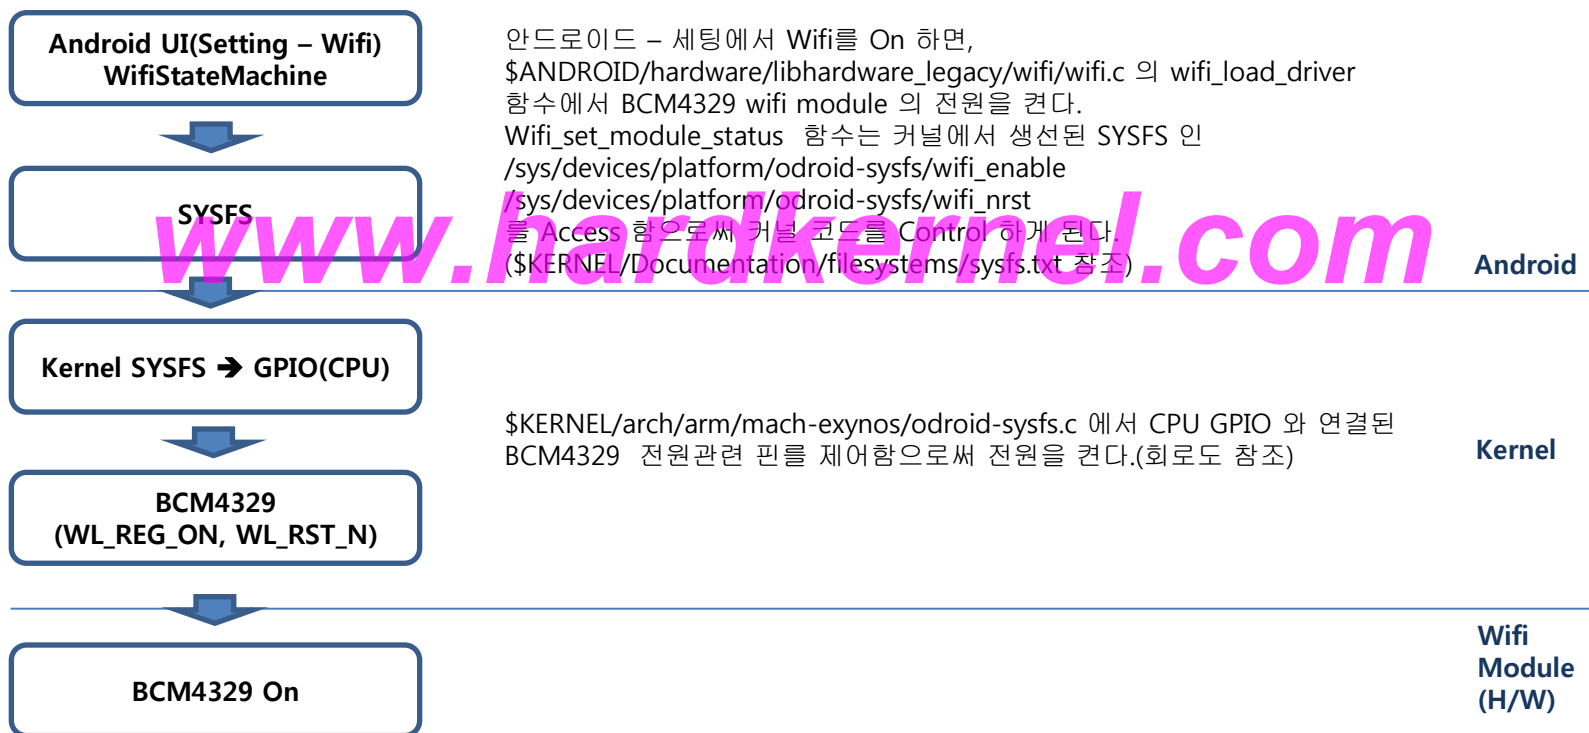 Android UI(Setting – Wifi)
WifiStateMachine
SYSFS
안드로이드 – 세팅에서 Wifi를 On 하면,
$ANDROID/hardware/libhardware_legacy/wifi/wifi.c 의 wifi_load_driver
함수에서 BCM4329 wifi module 의 전원을 켠다.
Wifi_set_module_status 함수는 커널에서 생선된 SYSFS 인
/sys/devices/platform/odroid-sysfs/wifi_enable
/sys/devices/platform/odroid-sysfs/wifi_nrst
를 Access 함으로써 커널 코드를 Control 하게 된다.
($KERNEL/Documentation/filesystems/sysfs.txt 참조)
www.hardkernel.com
Android
Kernel SYSFS ➔ GPIO(CPU)
BCM4329
(WL_REG_ON, WL_RST_N)
$KERNEL/arch/arm/mach-exynos/odroid-sysfs.c 에서 CPU GPIO 와 연결된
BCM4329 전원관련 핀를 제어함으로써 전원을 켠다.(회로도 참조)
Kernel
BCM4329 On
Wifi
Module
(H/W)